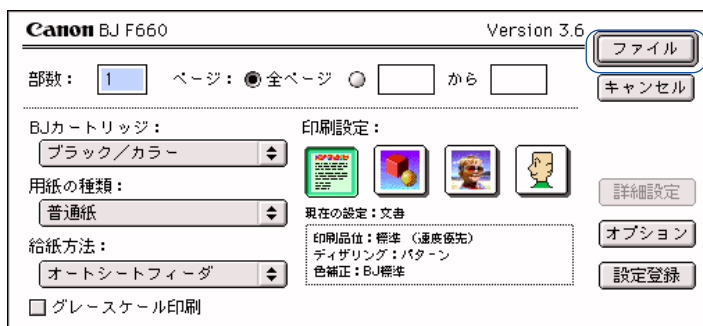 Canon BJ F660 Version 3.6
ファイル
部数： 1 ページ： 全ページ から
キャンセル
BJカートリッジ：
ブラック／カラー
用紙の種類：
普通紙
給紙方法：
オートシートフィーダ
グレースケール印刷
印刷設定：
現在の設定：文書
印刷品位：標準 （速度優先）
ディザリング：パターン
色補正：BJ標準
詳細設定
オプション
設定登録